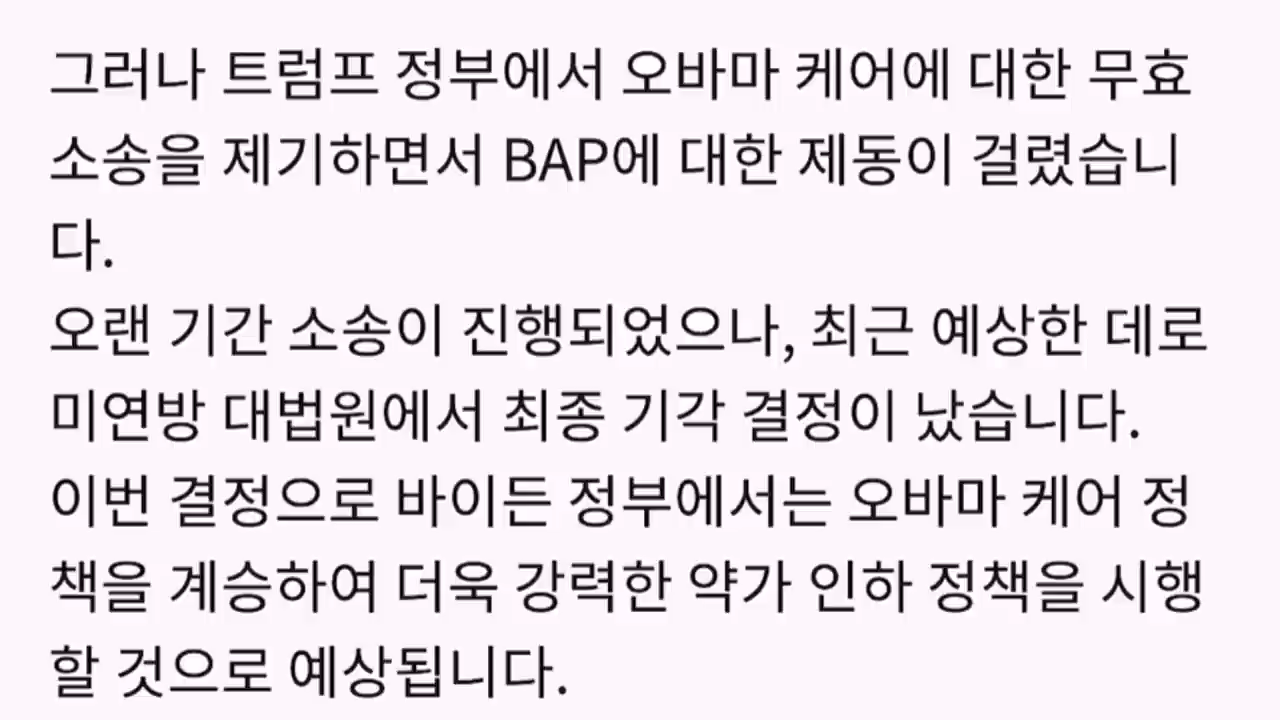 그러나 트럼프 정부에서 오바마 케어에 대한 무효
소송을 제기하면서 BAP에 대한 제동이 걸렸습니
다.
오랜 기간 소송이 진행되었으나, 최근 예상한 데로
미연방 대법원에서 최종 기각 결정이 났습니다.
이번 결정으로 바이든 정부에서는 오바마 케어 정
책을 계승하여 더욱 강력한 약가 인하 정책을 시행
할 것으로 예상됩니다.